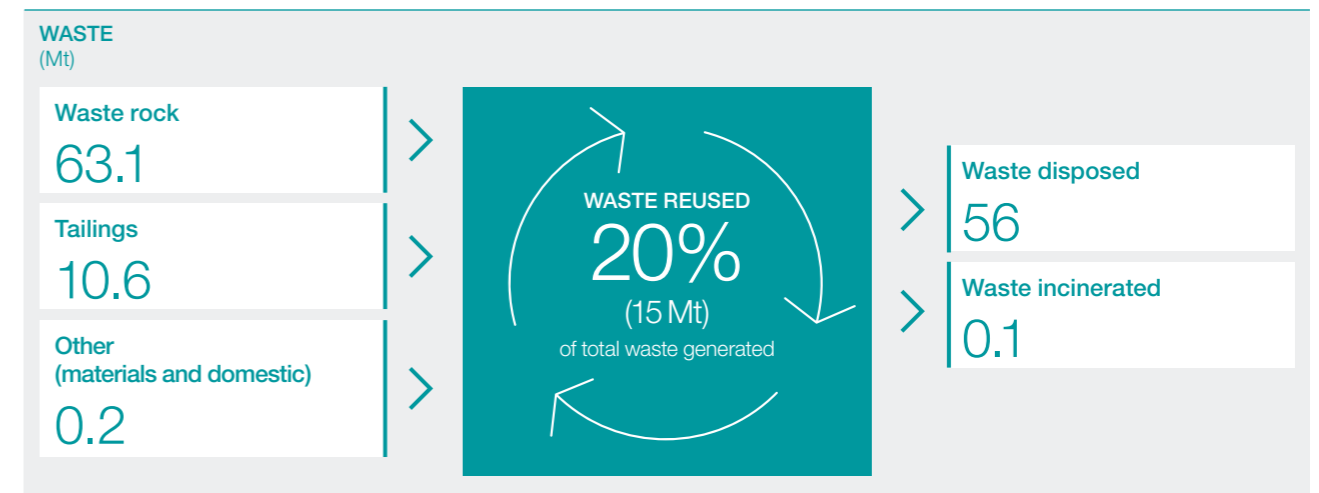 WASTE
(Mt)
Waste rock
63.1
Tailings
10.6
Other
(materials and domestic)
0.2
WASTE REUSED
20%
(15 Mt)
of total waste generated
Waste disposed
56
Waste incinerated
0.1